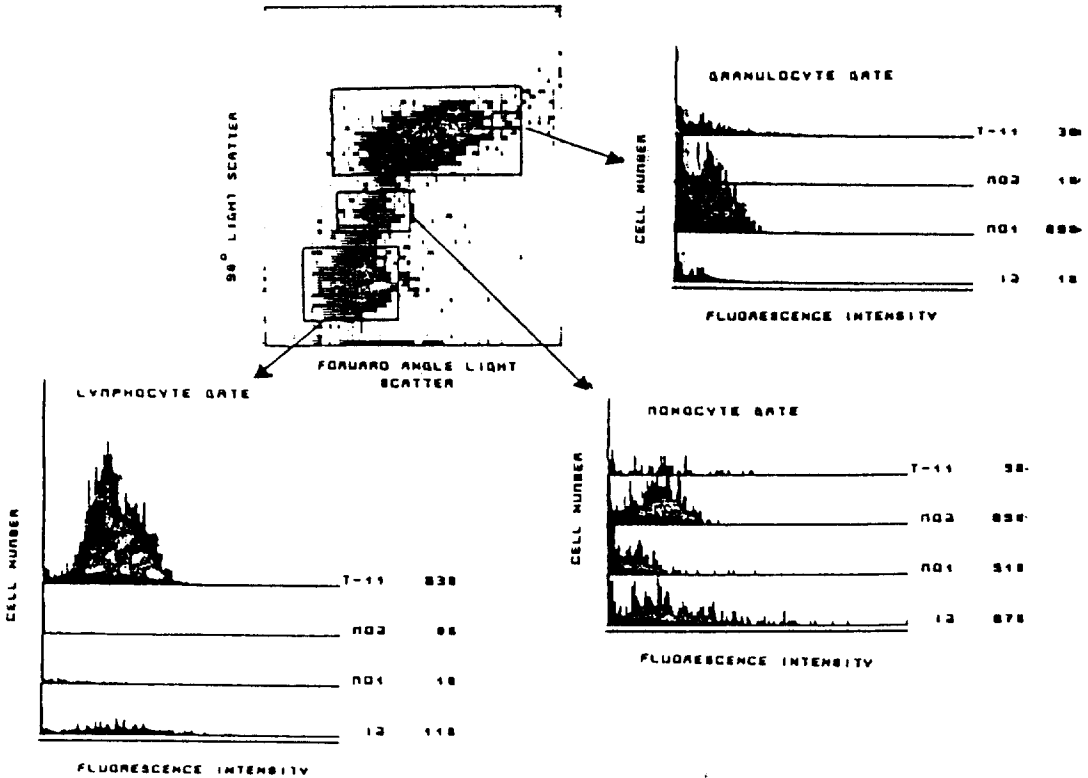 GRANULOCYTE GATE
CELL NUMBER
T-11
MO2
MO1
I2
FLUORESCENCE INTENSITY
90° LIGHT SCATTER
FORWARD ANGLE LIGHT
SCATTER
LYMPHOCYTE GATE
CELL NUMBER
T-11
MO2
MO1
I2
FLUORESCENCE INTENSITY
MONOCYTE GATE
CELL NUMBER
T-11
MO2
MO1
I2
FLUORESCENCE INTENSITY